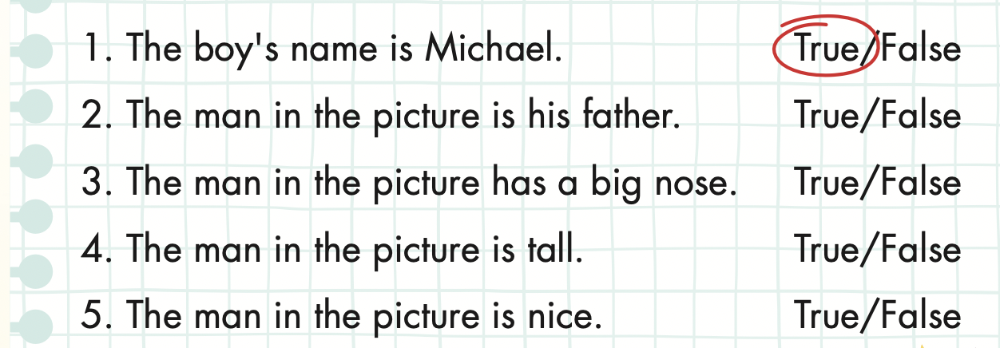 1. The boy's name is Michael. True/False
2. The man in the picture is his father. True/False
3. The man in the picture has a big nose. True/False
4. The man in the picture is tall. True/False
5. The man in the picture is nice. True/False